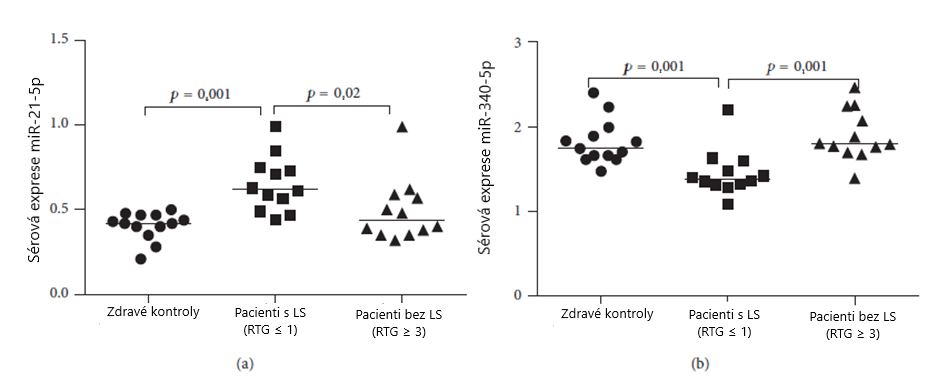 Sérová exprese miR-21-5p
1.5
1.0
0.5
0.0
p = 0,001
p = 0,02
Zdravé kontroly
Pacienti s LS
(RTG ≤ 1)
Pacienti bez LS
(RTG ≥ 3)
(a)
Sérová exprese miR-340-5p
3
2
1
0
p = 0,001
p = 0,001
Zdravé kontroly
Pacienti s LS
(RTG ≤ 1)
Pacienti bez LS
(RTG ≥ 3)
(b)